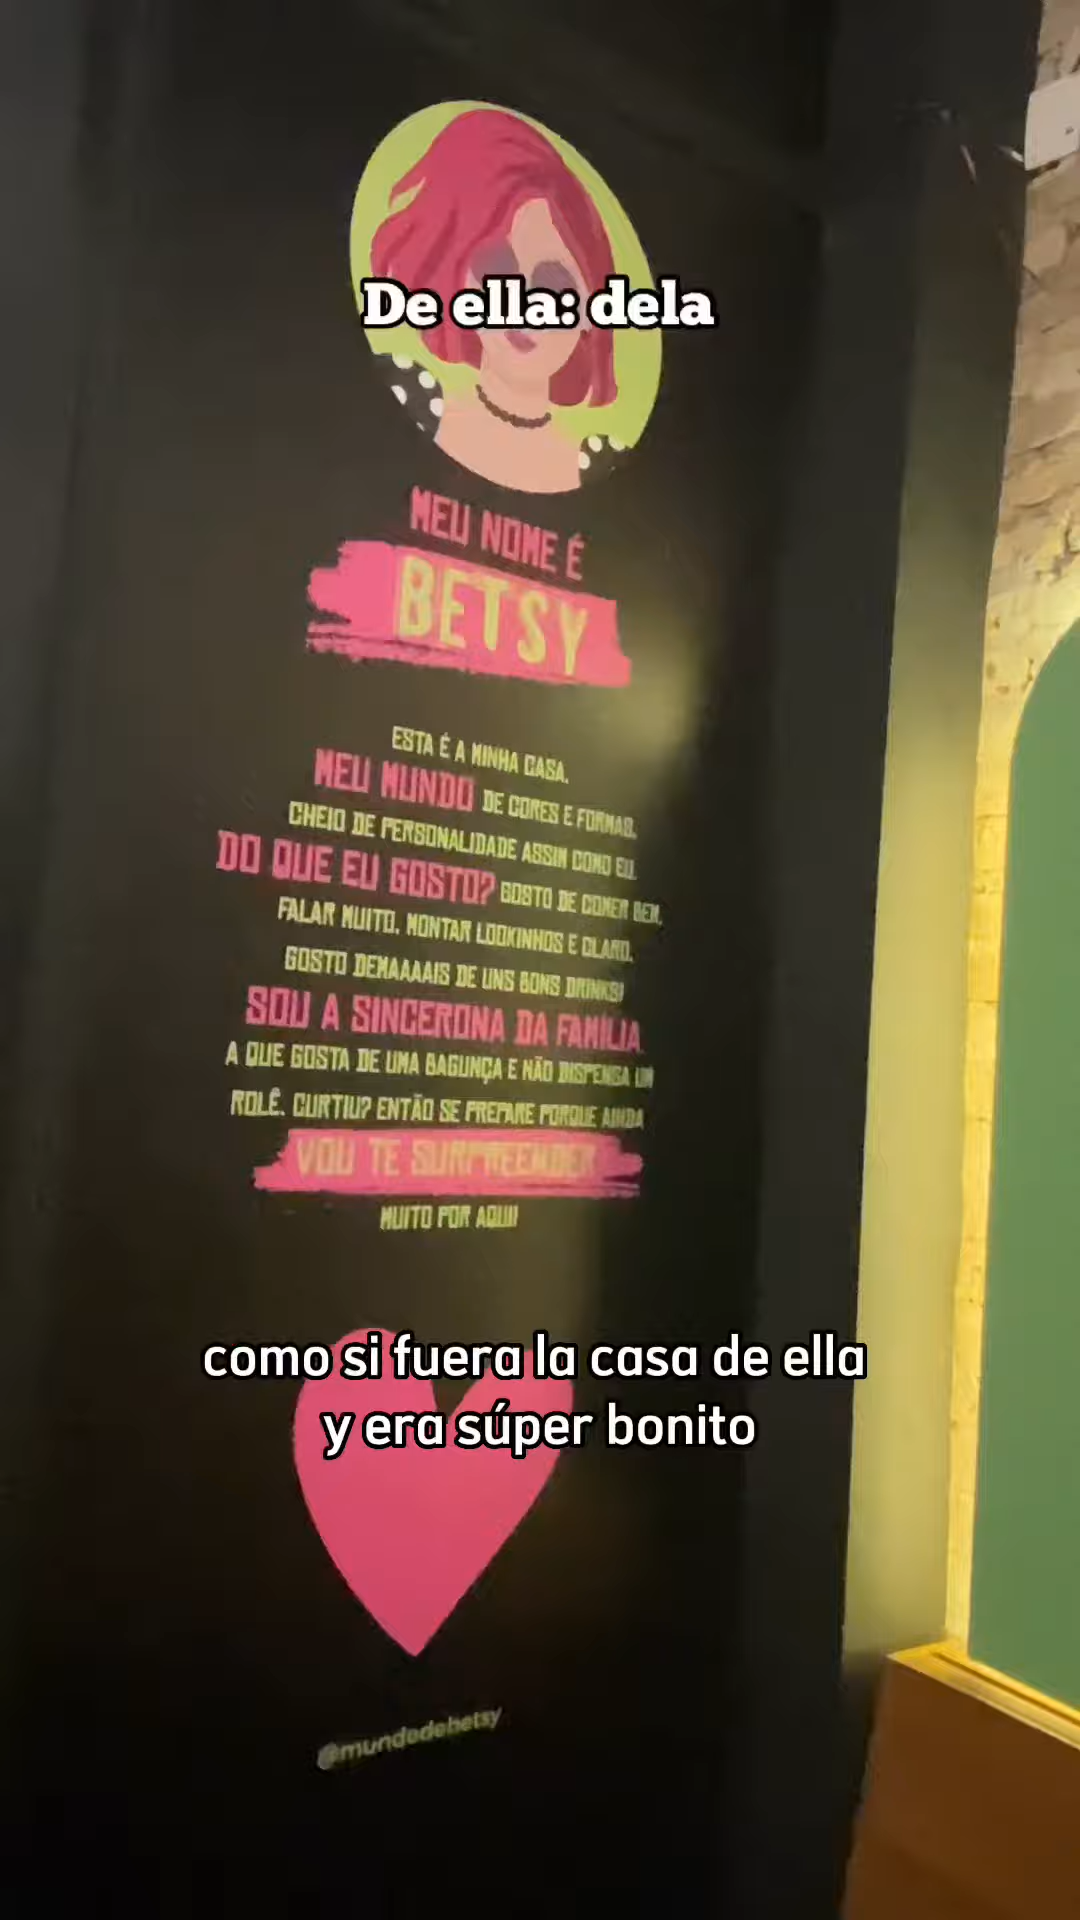 De ella: dela
MEU NOME É
BETSY
ESTA É A MINHA CASA.
MEU MUNDO DE CORES E FORMAS.
CHEIO DE PERSONALIDADE ASSIM COMO EU.
DO QUE EU GOSTO? GOSTO DE COMER BEM,
FALAR MUITO, MONTAR LOOKINHOS E CLARO,
GOSTO DEMAAAAIS DE UNS BONS DRINKS!
SOU A SINCERONA DA FAMÍLIA
A QUE GOSTA DE UMA BAGUNÇA E NÃO DISPENSA UM
ROLÊ. CURTIU? ENTÃO SE PREPARE PORQUE AINDA
VOU TE SURPREENDER
MUITO POR AQUI!
como si fuera la casa de ella
y era súper bonito
@mundodebetsy